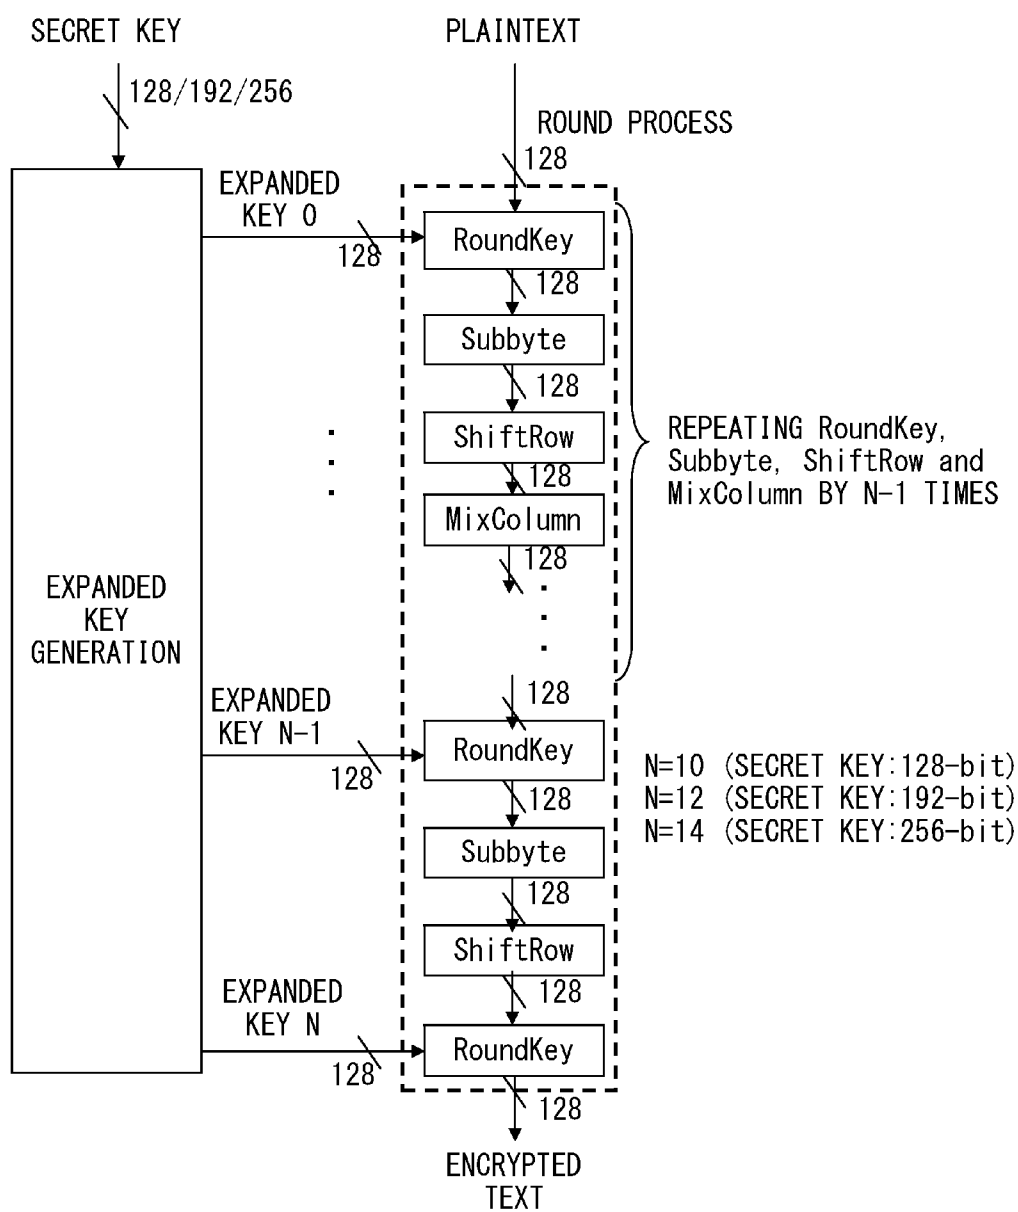 SECRET KEY
PLAINTEXT
128/192/256
ROUND PROCESS
128
EXPANDED
KEY 0
128
RoundKey
128
Subbyte
128
ShiftRow
128
MixColumn
128
REPEATING RoundKey,
Subbyte, ShiftRow and
MixColumn BY N-1 TIMES
EXPANDED
KEY
GENERATION
128
EXPANDED
KEY N-1
128
RoundKey
128
N=10 (SECRET KEY:128-bit)
N=12 (SECRET KEY:192-bit)
N=14 (SECRET KEY:256-bit)
Subbyte
128
ShiftRow
128
EXPANDED
KEY N
128
RoundKey
128
ENCRYPTED
TEXT